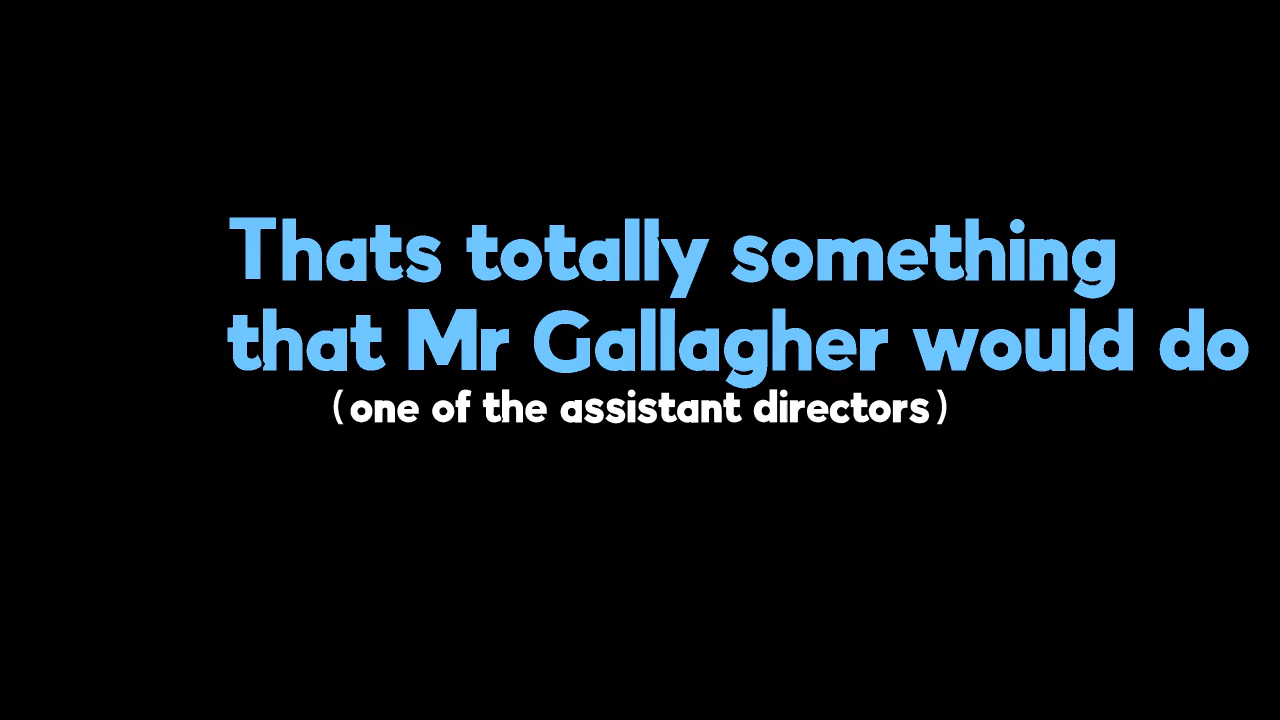 Thats totally something
that Mr Gallagher would do
(one of the assistant directors)